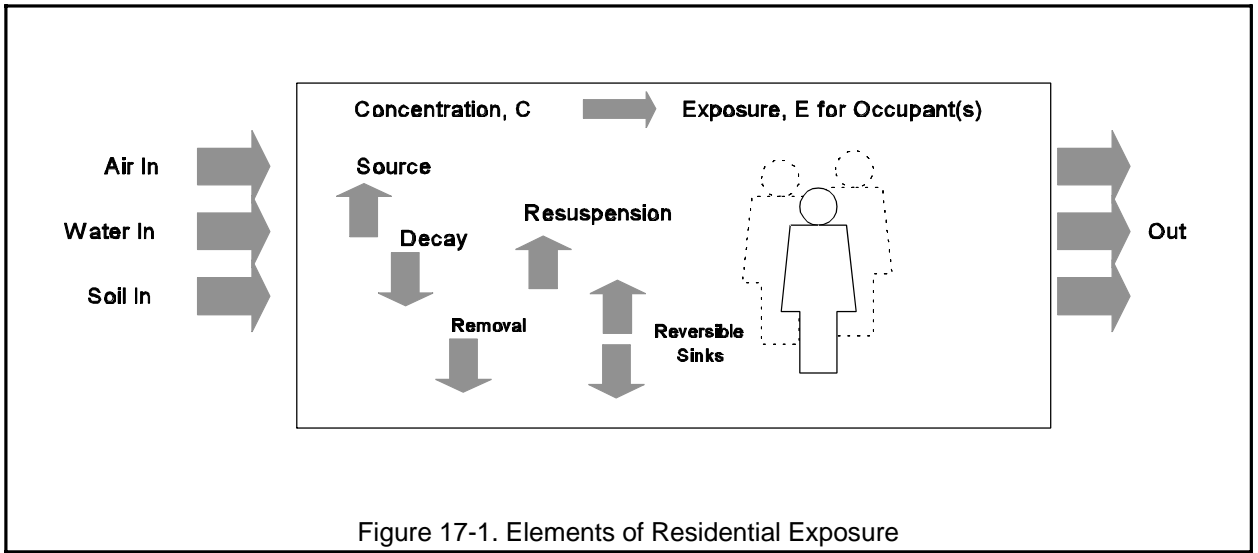 Concentration, C
Exposure, E for Occupant(s)
Air In
Source
Resuspension
Water In
Decay
Out
Soil In
Removal
Reversible
Sinks
Figure 17-1. Elements of Residential Exposure